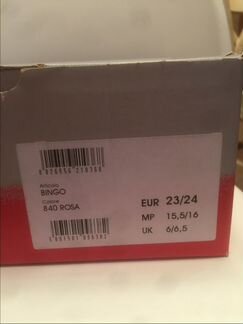 Articolo
BINGO
Colore
840 ROSA
EUR 23/24
MP 15,5/16
UK 6/6,5